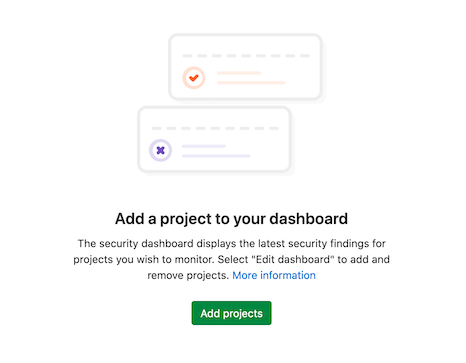 Add a project to your dashboard
The security dashboard displays the latest security findings for
projects you wish to monitor. Select "Edit dashboard" to add and
remove projects. More information
Add projects